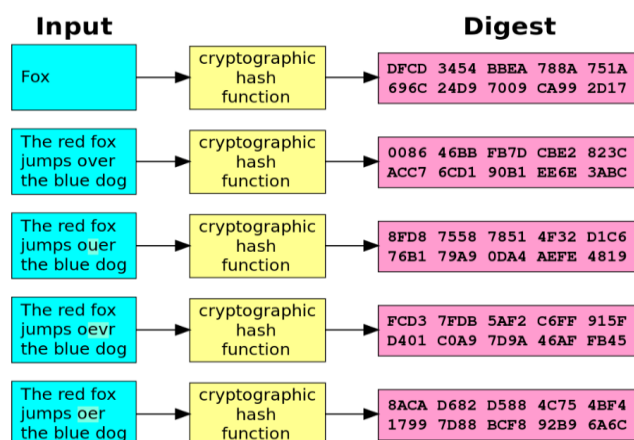 Input
Digest
Fox
cryptographic
hash
function
DFCD 3454 BBEA 788A 751A
696C 24D9 7009 CA99 2D17
The red fox
jumps over
the blue dog
cryptographic
hash
function
0086 46BB FB7D CBE2 823C
ACC7 6CD1 90B1 EE6E 3ABC
The red fox
jumps ouer
the blue dog
cryptographic
hash
function
8FD8 7558 7851 4F32 D1C6
76B1 79A9 0DA4 AEFE 4819
The red fox
jumps oevr
the blue dog
cryptographic
hash
function
FCD3 7FDB 5AF2 C6FF 915F
D401 C0A9 7D9A 46AF FB45
The red fox
jumps oer
the blue dog
cryptographic
hash
function
8ACA D682 D588 4C75 4BF4
1799 7D88 BCF8 92B9 6A6C